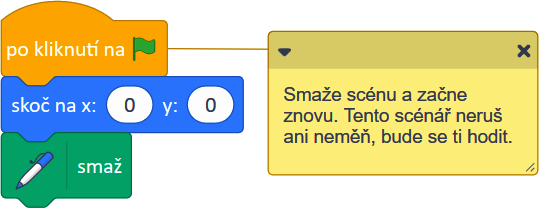 po kliknutí na
skoč na x: 0 y: 0
smaž
Smaže scénu a začne
znovu. Tento scénář neruš
ani neměň, bude se ti hodit.